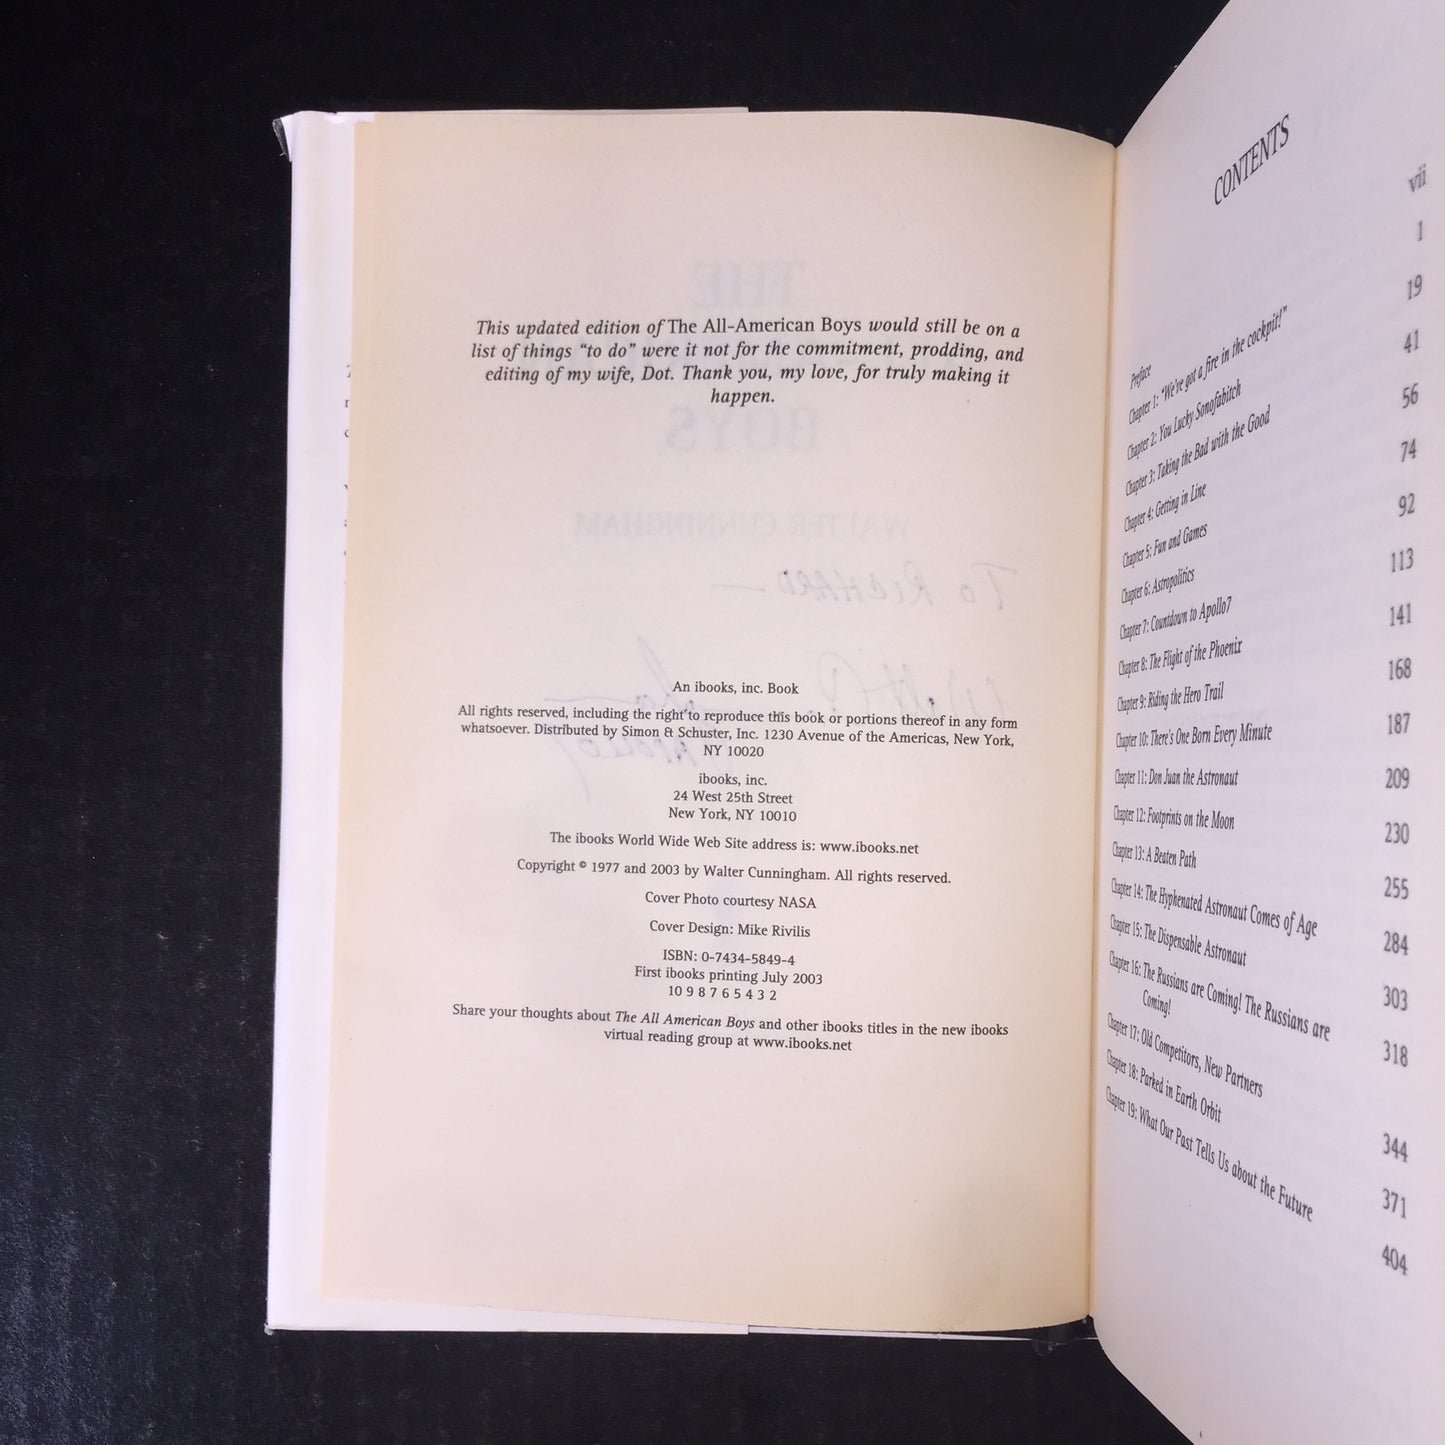 This updated edition of The All-American Boys would still be on a
list of things “to do” were it not for the commitment, prodding, and
editing of my wife, Dot. Thank you, my love, for truly making it
happen.
An ibooks, inc. Book
All rights reserved, including the right to reproduce this book or portions thereof in any form
whatsoever. Distributed by Simon & Schuster, Inc. 1230 Avenue of the Americas, New York,
NY 10020
ibooks, inc.
24 West 25th Street
New York, NY 10010
The ibooks World Wide Web Site address is: www.ibooks.net
Copyright © 1977 and 2003 by Walter Cunningham. All rights reserved.
Cover Photo courtesy NASA
Cover Design: Mike Rivilis
ISBN: 0-7434-5849-4
First ibooks printing July 2003
10 9 8 7 6 5 4 3 2
Share your thoughts about The All American Boys and other ibooks titles in the new ibooks
virtual reading group at www.ibooks.net
CONTENTS
Preface vii
Chapter 1: “We've got a fire in the cockpit!” 1
Chapter 2: You Lucky Sonofabitch 19
Chapter 3: Taking the Bad with the Good 41
Chapter 4: Getting in Line 56
Chapter 5: Fun and Games 74
Chapter 6: Astropolitics 92
Chapter 7: Countdown to Apollo7 113
Chapter 8: The Flight of the Phoenix 141
Chapter 9: Riding the Hero Trail 168
Chapter 10: There's One Born Every Minute 187
Chapter 11: Don Juan the Astronaut 209
Chapter 12: Footprints on the Moon 230
Chapter 13: A Beaten Path 255
Chapter 14: The Hyphenated Astronaut Comes of Age 284
Chapter 15: The Dispensable Astronaut 303
Chapter 16: The Russians are Coming! The Russians are 318
Coming!
Chapter 17: Old Competitors, New Partners 344
Chapter 18: Parked in Earth Orbit 371
Chapter 19: What Our Past Tells Us about the Future 404